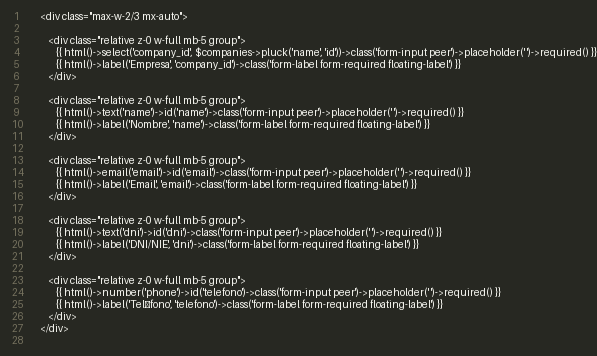 1 <div class="max-w-2/3 mx-auto">
2
3 <div class="relative z-0 w-full mb-5 group">
4 {{ html()->select('company_id', $companies->pluck('name', 'id'))->class('form-input peer')->placeholder(' ')->required() }}
5 {{ html()->label('Empresa', 'company_id')->class('form-label form-required floating-label') }}
6 </div>
7
8 <div class="relative z-0 w-full mb-5 group">
9 {{ html()->text('name')->id('name')->class('form-input peer')->placeholder(' ')->required() }}
10 {{ html()->label('Nombre', 'name')->class('form-label form-required floating-label') }}
11 </div>
12
13 <div class="relative z-0 w-full mb-5 group">
14 {{ html()->email('email')->id('email')->class('form-input peer')->placeholder(' ')->required() }}
15 {{ html()->label('Email', 'email')->class('form-label form-required floating-label') }}
16 </div>
17
18 <div class="relative z-0 w-full mb-5 group">
19 {{ html()->text('dni')->id('dni')->class('form-input peer')->placeholder(' ')->required() }}
20 {{ html()->label('DNI/NIE', 'dni')->class('form-label form-required floating-label') }}
21 </div>
22
23 <div class="relative z-0 w-full mb-5 group">
24 {{ html()->number('phone')->id('telefono')->class('form-input peer')->placeholder(' ')->required() }}
25 {{ html()->label('Tel▯fono', 'telefono')->class('form-label form-required floating-label') }}
26 </div>
27 </div>
28